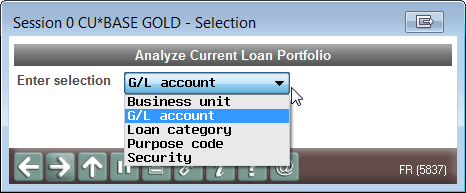 Session 0 CU*BASE GOLD - Selection
Analyze Current Loan Portfolio
Enter selection G/L account
Business unit
G/L account
Loan category
Purpose code
Security
i ? @
FR (5837)